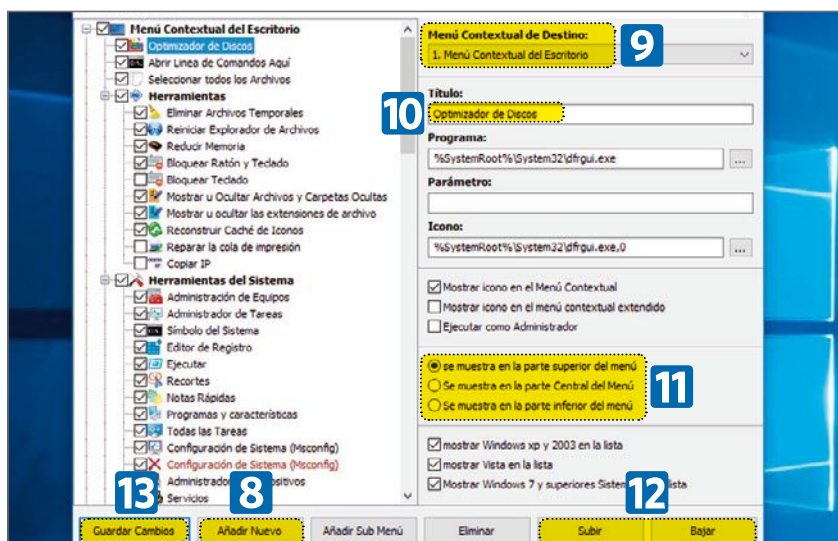 Menú Contextual del Escritorio
Optimizador de Discos
Abrir Linea de Comandos Aquí
Seleccionar todos los Archivos
Herramientas
Eliminar Archivos Temporales
Reiniciar Explorador de Archivos
Reducir Memoria
Bloquear Ratón y Teclado
Bloquear Teclado
Mostrar u Ocultar Archivos y Carpetas Ocultas
Mostrar u ocultar las extensiones de archivo
Reconstruir Caché de Iconos
Reparar la cola de impresión
Copiar IP
Herramientas del Sistema
Administración de Equipos
Administrador de Tareas
Símbolo del Sistema
Editor de Registro
Ejecutar
Recortes
Notas Rápidas
Programas y características
Todas las Tareas
Configuración de Sistema (Msconfig)
Configuración de Sistema (Msconfig)
Servicios
Menú Contextual de Destino:
1. Menú Contextual del Escritorio
9
Título:
10
Optimizador de Discos
Programa:
%SystemRoot%\System32\dfrgui.exe
...
Parámetro:
Icono:
%SystemRoot%\System32\dfrgui.exe,0
...
Mostrar icono en el Menú Contextual
Mostrar icono en el menú contextual extendido
Ejecutar como Administrador
se muestra en la parte superior del menú
Se muestra en la parte Central del Menú
Se muestra en la parte inferior del menú
11
mostrar Windows xp y 2003 en la lista
mostrar Vista en la lista
Mostrar Windows 7 y superiores
13
8
12
Guardar Cambios
Añadir Nuevo
Añadir Sub Menú
Eliminar
Subir
Bajar